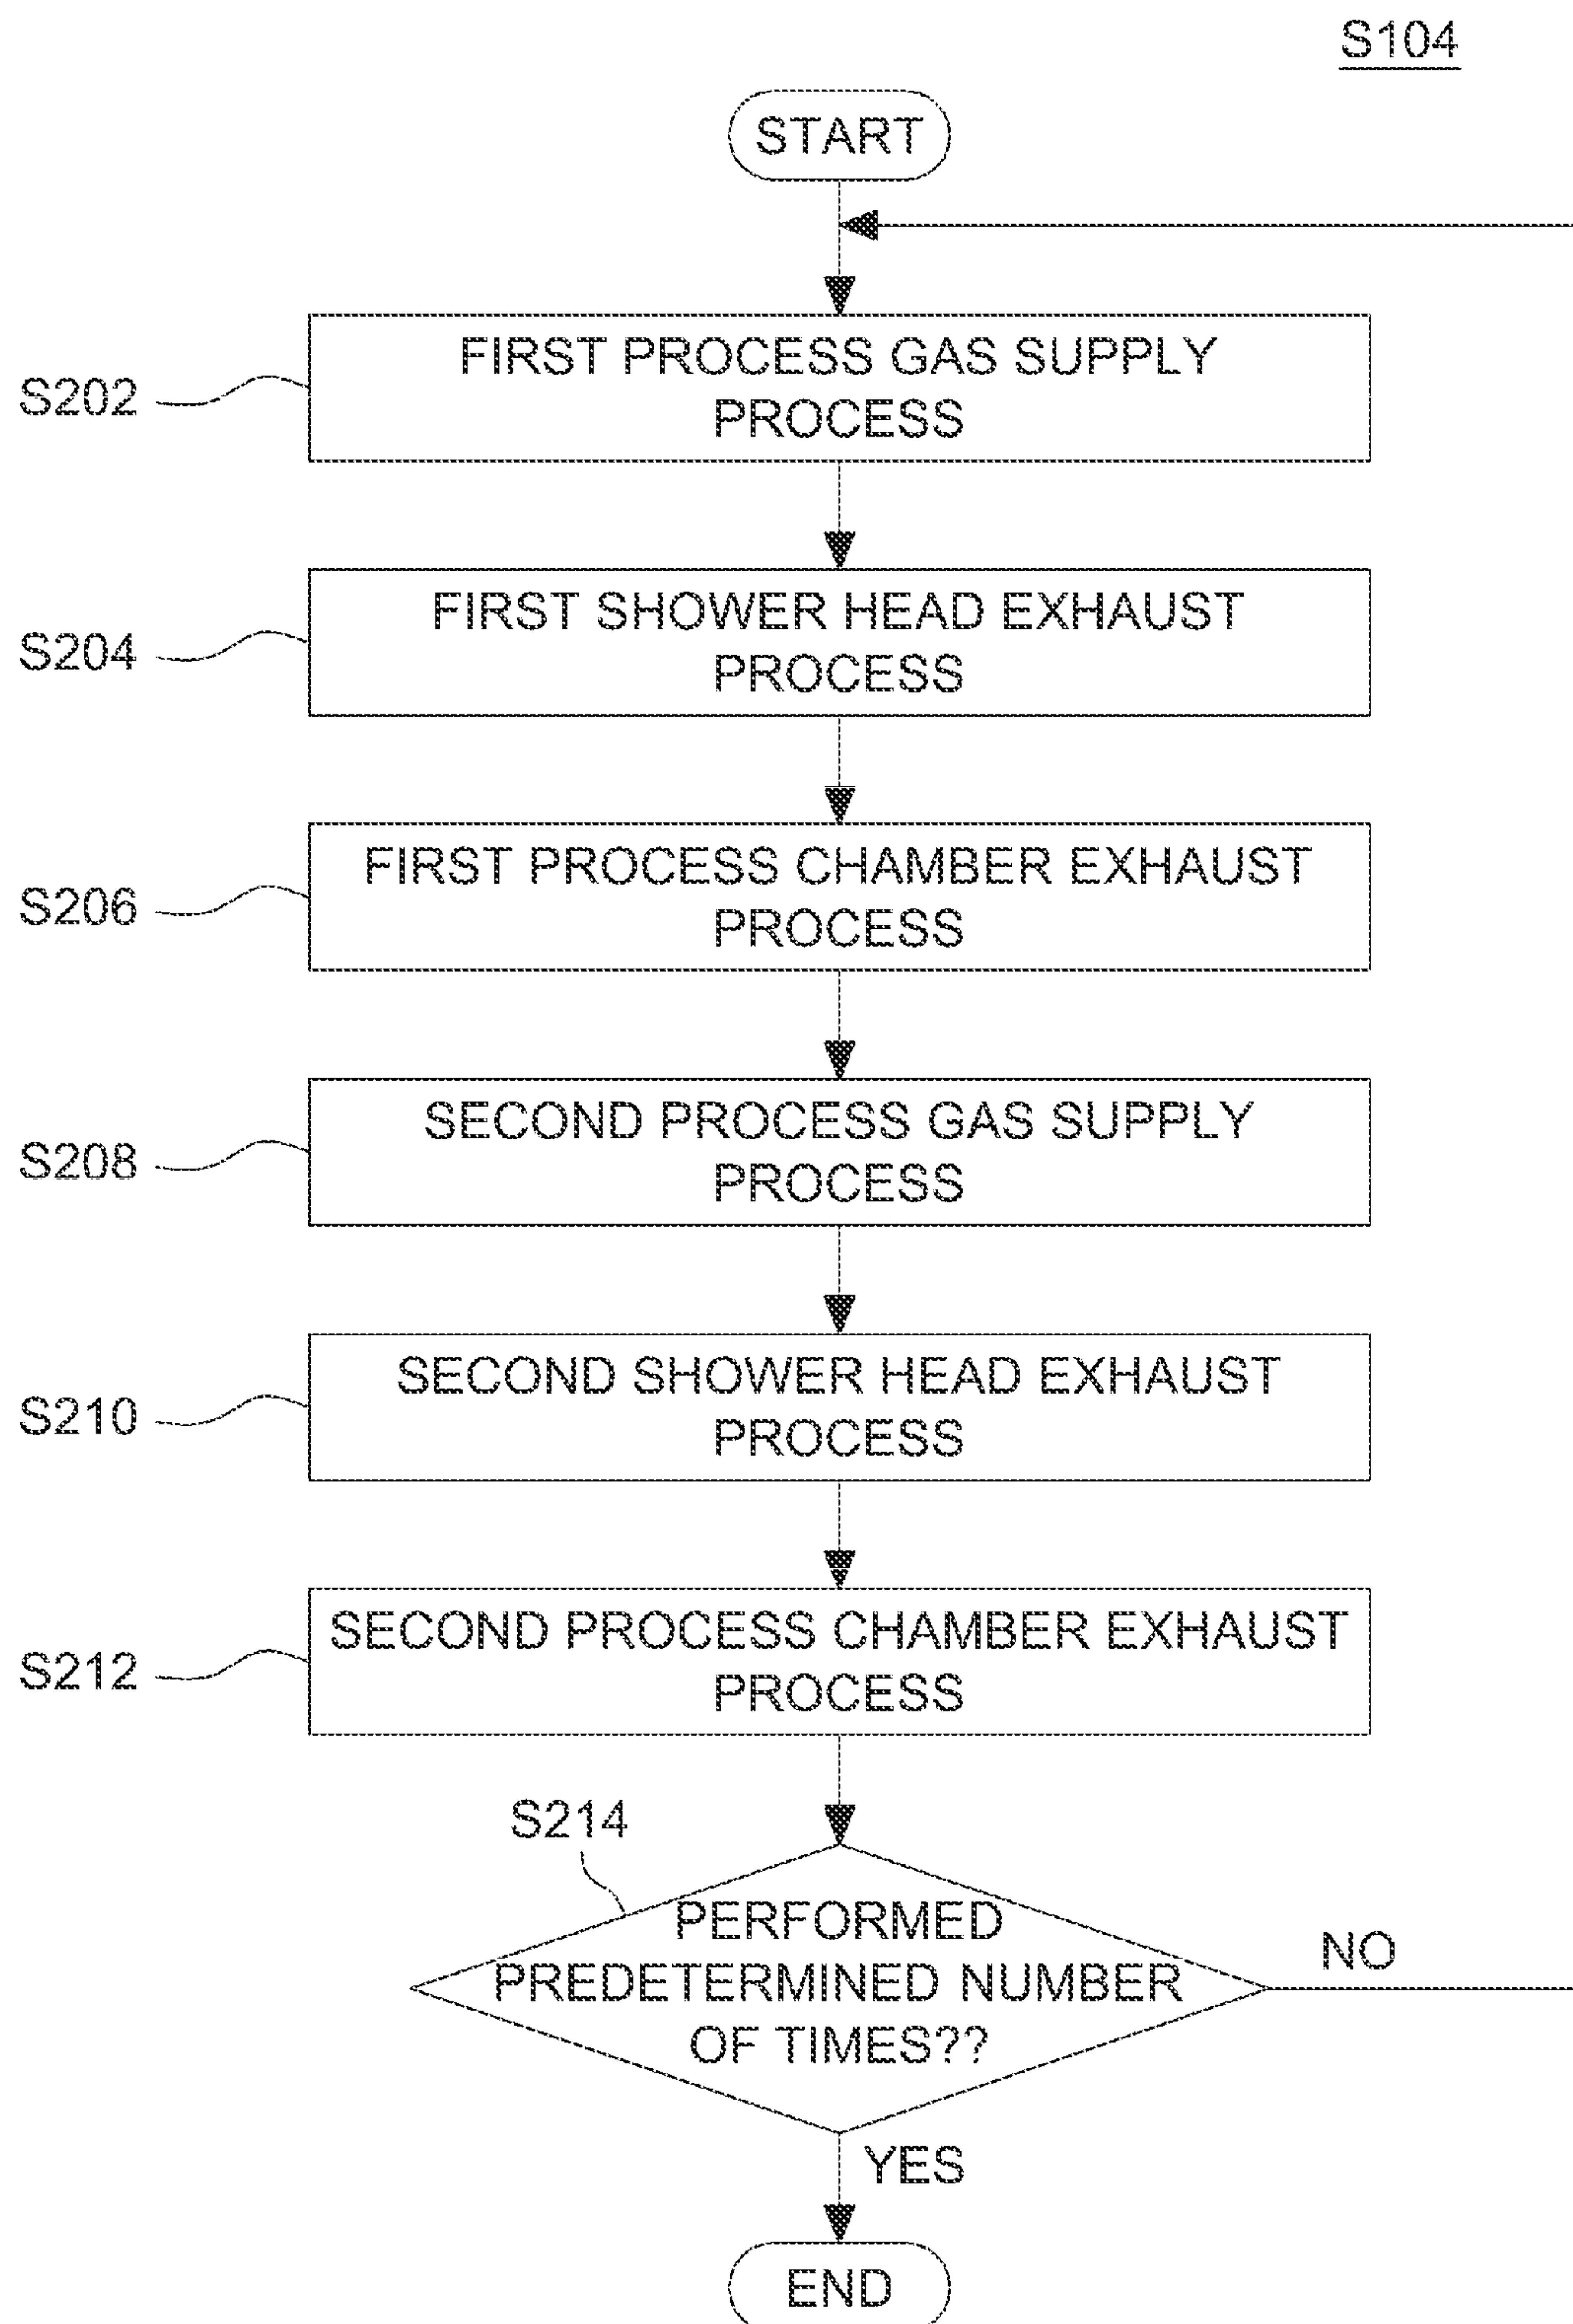 S104
START
S202
FIRST PROCESS GAS SUPPLY
PROCESS
S204
FIRST SHOWER HEAD EXHAUST
PROCESS
S206
FIRST PROCESS CHAMBER EXHAUST
PROCESS
S208
SECOND PROCESS GAS SUPPLY
PROCESS
S210
SECOND SHOWER HEAD EXHAUST
PROCESS
S212
SECOND PROCESS CHAMBER EXHAUST
PROCESS
S214
PERFORMED
PREDETERMINED NUMBER
OF TIMES??
NO
YES
END